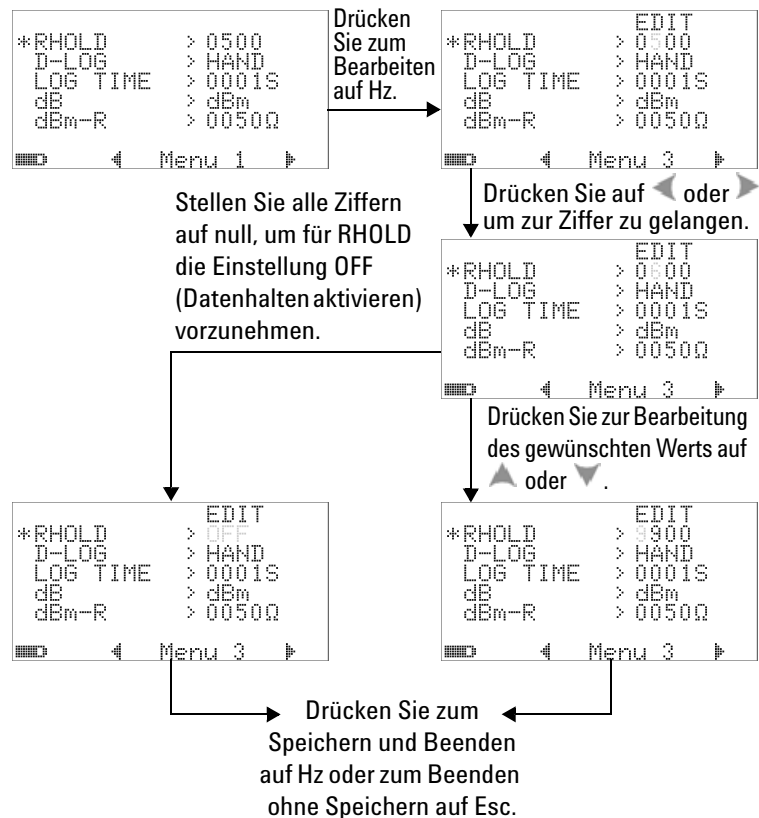 *RHOLD > 0500
D-LOG > HAND
LOG TIME > 0001S
dB > dBm
dBm-R > 0050Ω
Menu 1
Drücken
Sie zum
Bearbeiten
auf Hz.
EDIT
*RHOLD > 0500
D-LOG > HAND
LOG TIME > 0001S
dB > dBm
dBm-R > 0050Ω
Menu 3
Drücken Sie auf ◀ oder ▶
um zur Ziffer zu gelangen.
Stellen Sie alle Ziffern
auf null, um für RHOLD
die Einstellung OFF
(Datenhalten aktivieren)
vorzunehmen.
EDIT
*RHOLD > 0600
D-LOG > HAND
LOG TIME > 0001S
dB > dBm
dBm-R > 0050Ω
Menu 3
Drücken Sie zur Bearbeitung
des gewünschten Werts auf
▲ oder ▼.
EDIT
*RHOLD > OFF
D-LOG > HAND
LOG TIME > 0001S
dB > dBm
dBm-R > 0050Ω
Menu 3
EDIT
*RHOLD > 9900
D-LOG > HAND
LOG TIME > 0001S
dB > dBm
dBm-R > 0050Ω
Menu 3
Drücken Sie zum
Speichern und Beenden
auf Hz oder zum Beenden
ohne Speichern auf Esc.